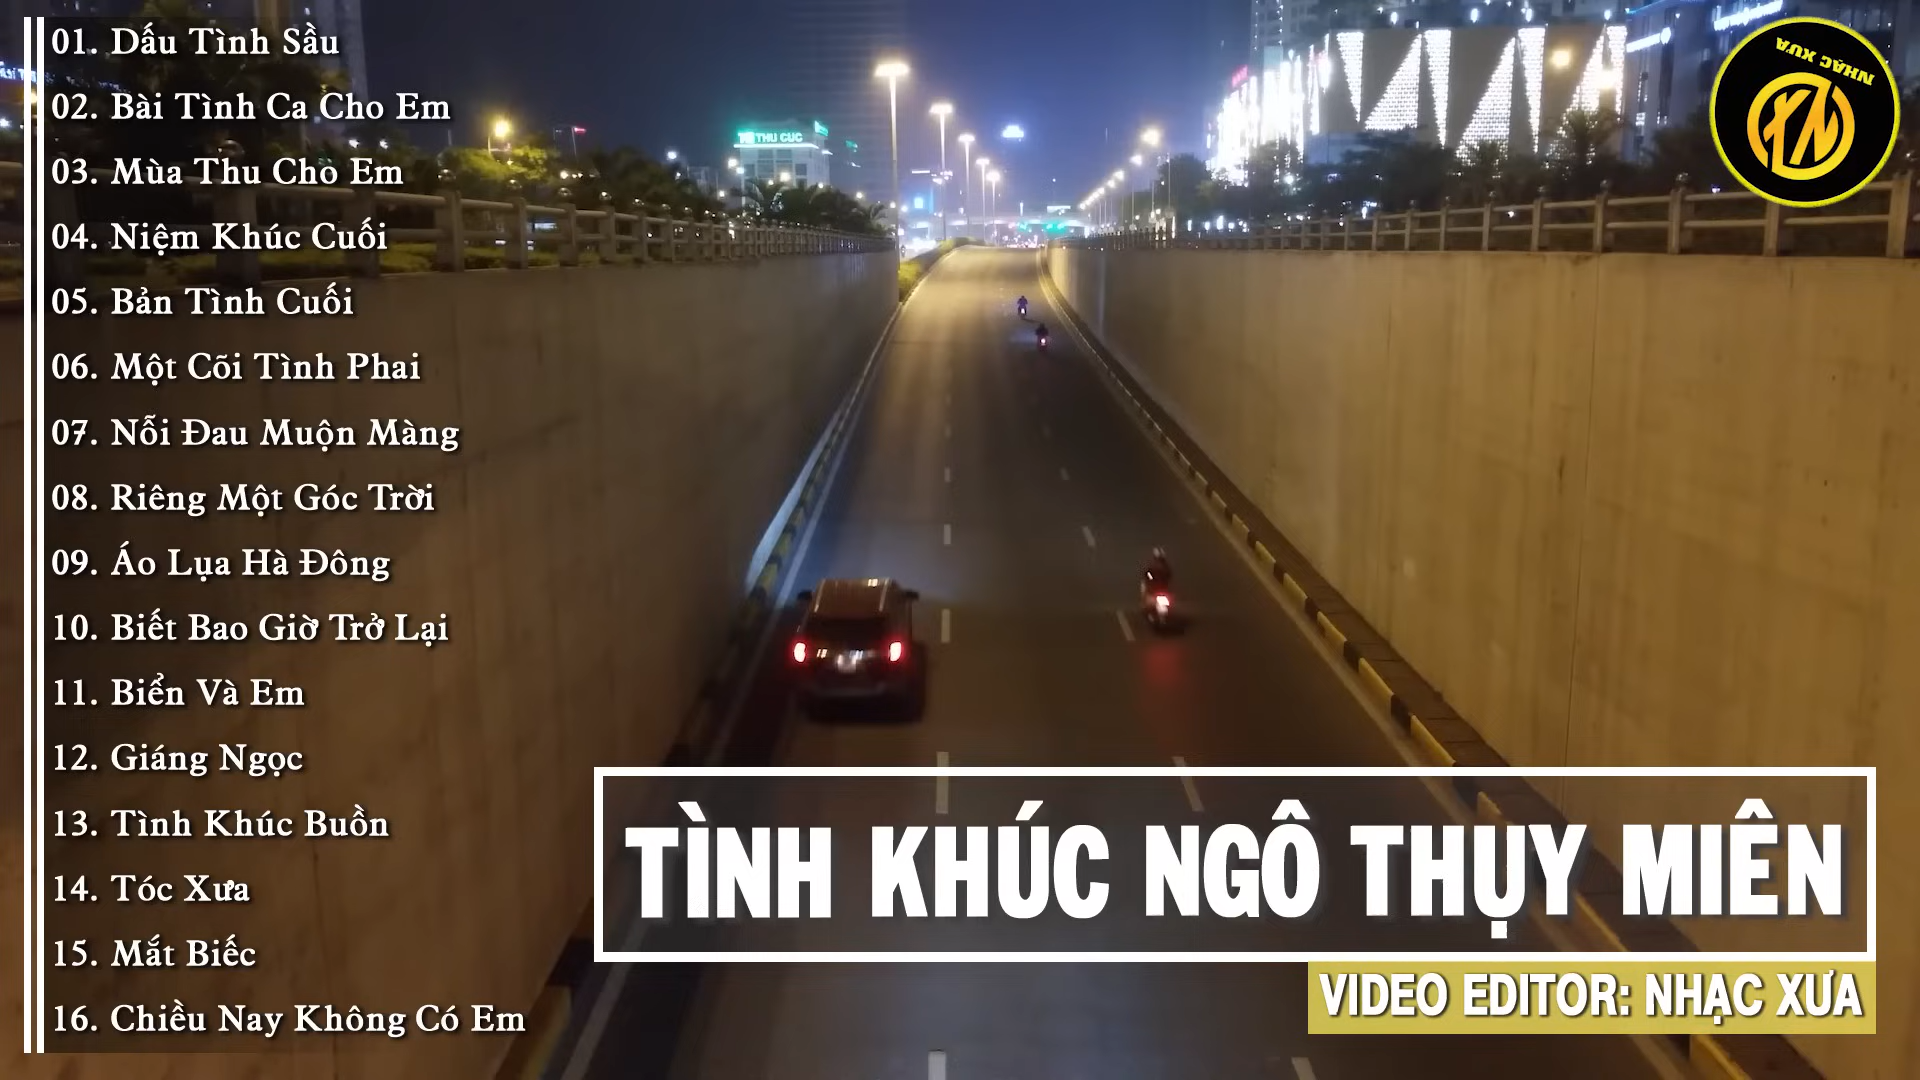 01. Dấu Tình Sầu
02. Bài Tình Ca Cho Em
03. Mùa Thu Cho Em
04. Niệm Khúc Cuối
05. Bản Tình Cuối
06. Một Cõi Tình Phai
07. Nỗi Đau Muộn Màng
08. Riêng Một Góc Trời
09. Áo Lụa Hà Đông
10. Biết Bao Giờ Trở Lại
11. Biển Và Em
12. Giáng Ngọc
13. Tình Khúc Buồn
14. Tóc Xưa
15. Mắt Biếc
16. Chiều Nay Không Có Em
THU CUC
NHẠC XƯA
TÌNH KHÚC NGÔ THỤY MIÊN
VIDEO EDITOR: NHẠC XƯA